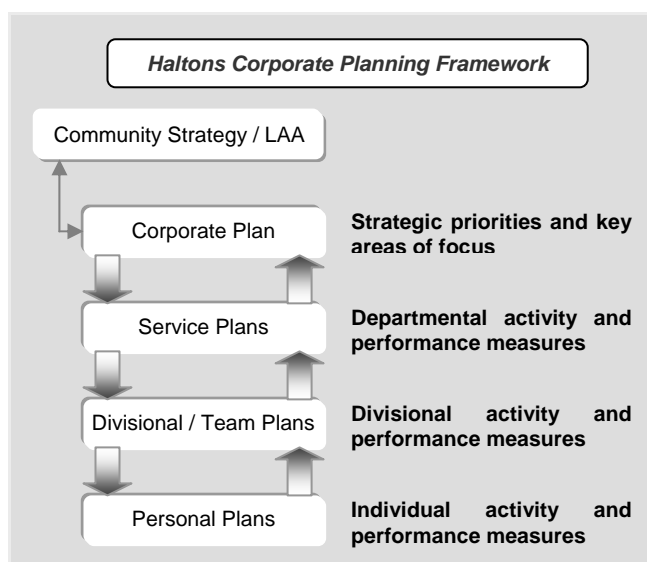 Haltons Corporate Planning Framework
Community Strategy / LAA
Corporate Plan
Strategic priorities and key
areas of focus
Service Plans
Departmental activity and
performance measures
Divisional / Team Plans
Divisional activity and
performance measures
Personal Plans
Individual activity and
performance measures